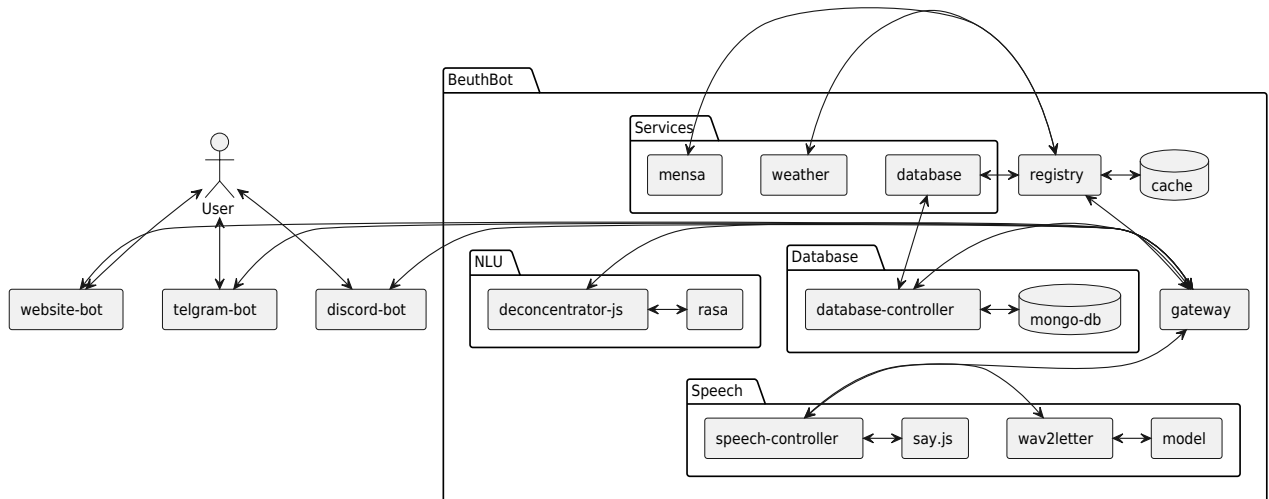 BeuthBot
Services
mensa
weather
database
registry
cache
User
NLU
Database
website-bot
telgram-bot
discord-bot
deconcentrator-js
rasa
database-controller
mongo-db
gateway
Speech
speech-controller
say.js
wav2letter
model